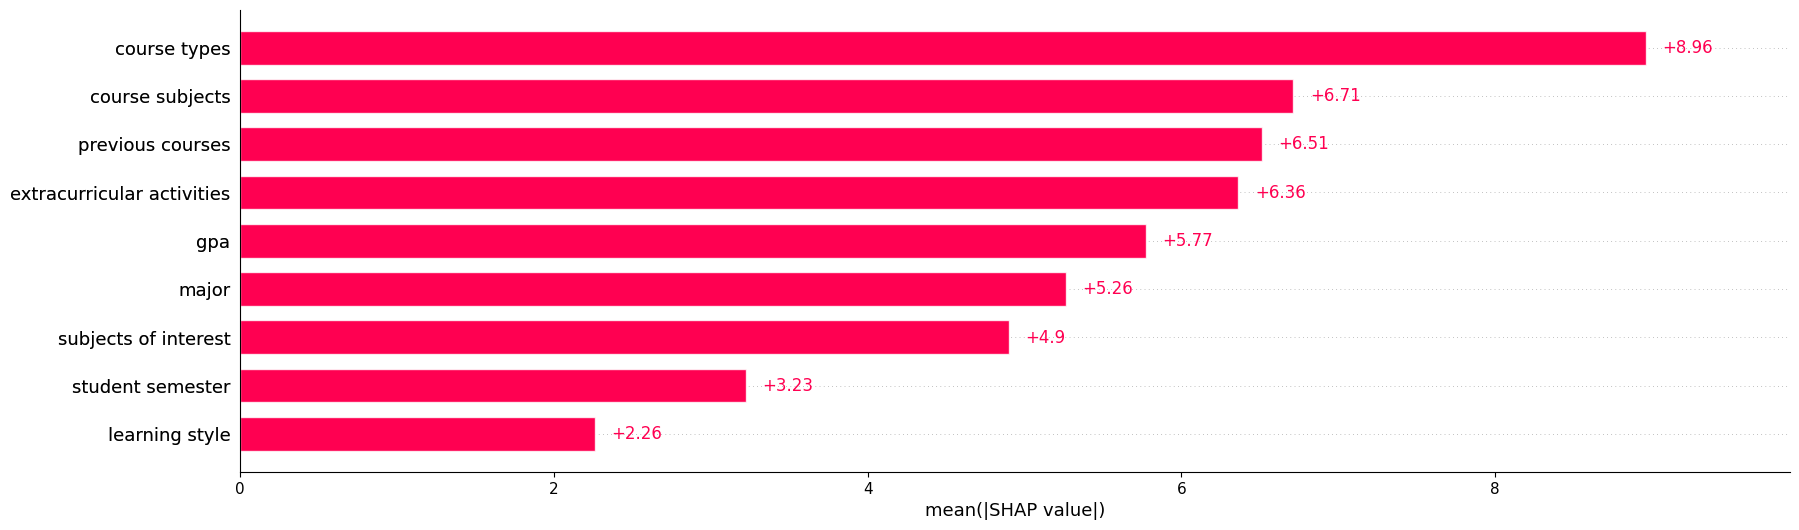 course types +8.96
course subjects +6.71
previous courses +6.51
extracurricular activities +6.36
gpa +5.77
major +5.26
subjects of interest +4.9
student semester +3.23
learning style +2.26
0 2 4 6 8
mean(|SHAP value|)